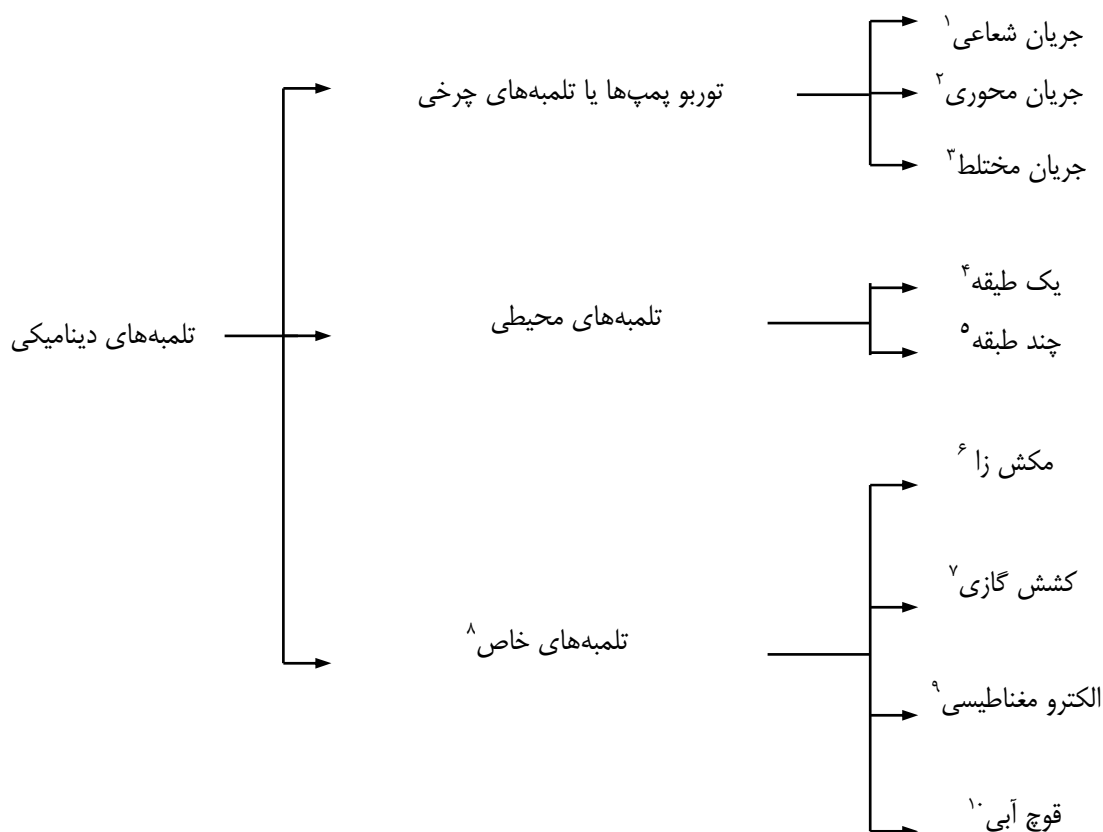 جریان شعاعی۱
توربو پمپ‌ها یا تلمبه‌های چرخی
جریان محوری۲
جریان مختلط۳
تلمبه‌های دینامیکی
تلمبه‌های محیطی
یک طیقه۴
چند طبقه۵
تلمبه‌های خاص۸
مکش زا ۶
کشش گازی۷
الکترو مغناطیسی۹
قوچ آبی۱۰